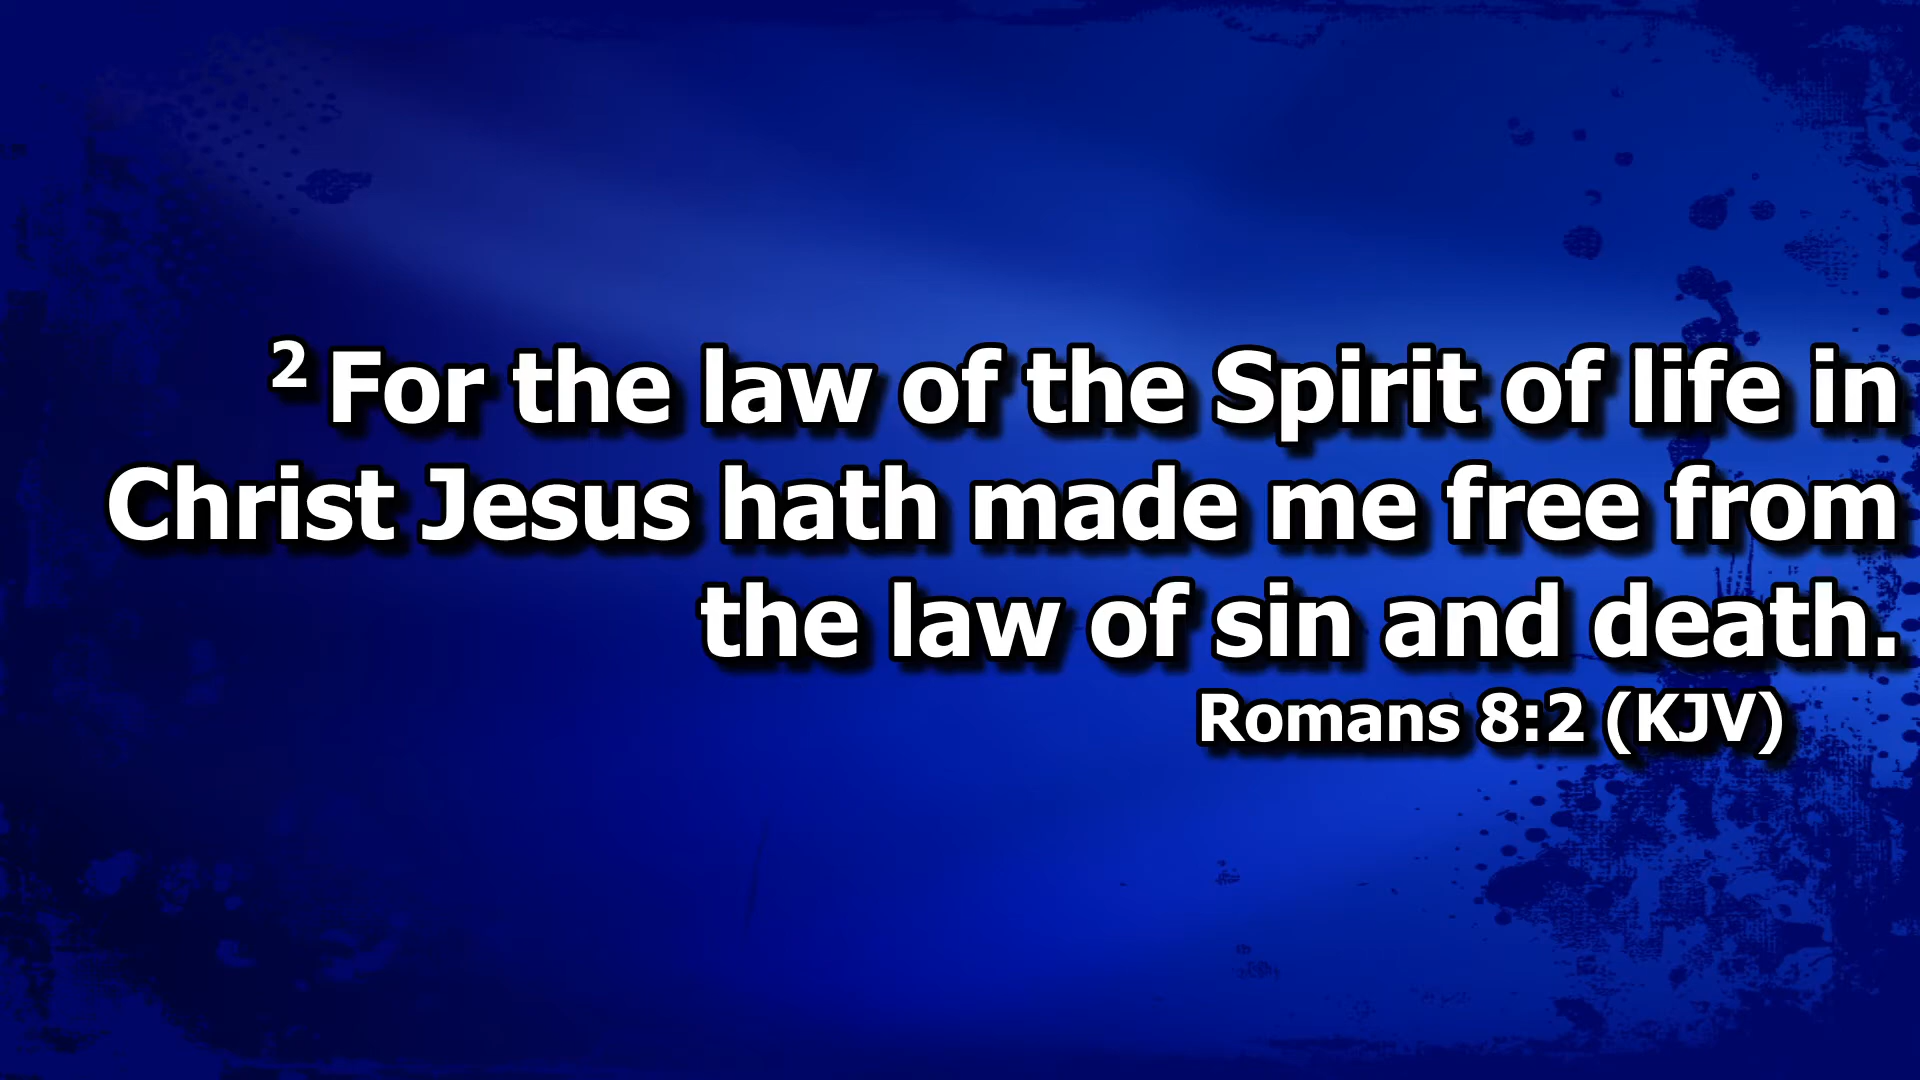 ² For the law of the Spirit of life in
Christ Jesus hath made me free from
the law of sin and death.
Romans 8:2 (KJV)